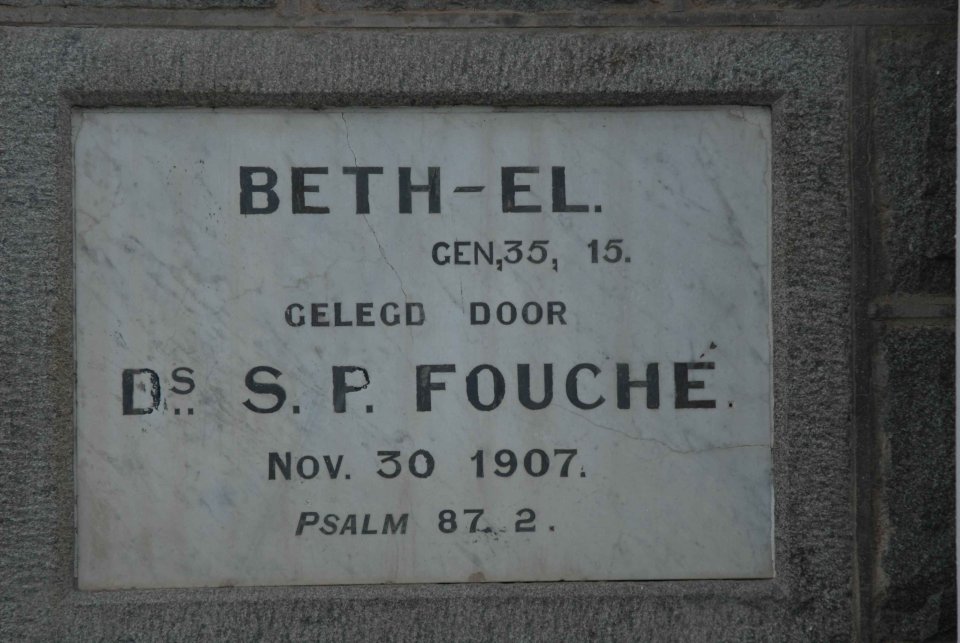 BETH-EL.
GEN, 35, 15.
GELEGD DOOR
DS. S. P. FOUCHÉ.
NOV. 30 1907.
PSALM 87. 2.